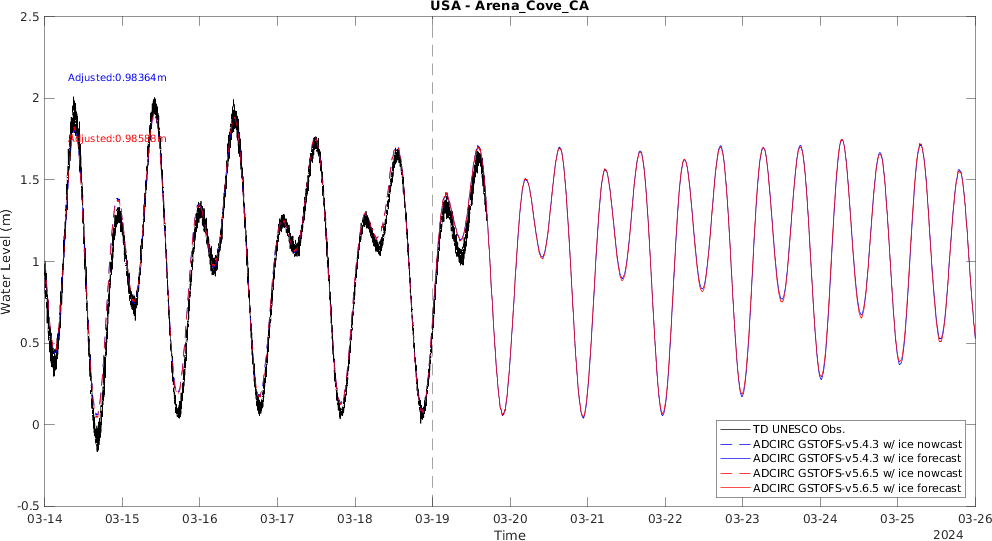 USA - Arena_Cove_CA
2.5
2
1.5
1
0.5
0
-0.5
Water Level (m)
Adjusted:0.98364m
Adjusted:0.98588m
TD UNESCO Obs.
ADCIRC GSTOFS-v5.4.3 w/ ice nowcast
ADCIRC GSTOFS-v5.4.3 w/ ice forecast
ADCIRC GSTOFS-v5.6.5 w/ ice nowcast
ADCIRC GSTOFS-v5.6.5 w/ ice forecast
03-14 03-15 03-16 03-17 03-18 03-19 03-20 03-21 03-22 03-23 03-24 03-25 03-26
Time
2024